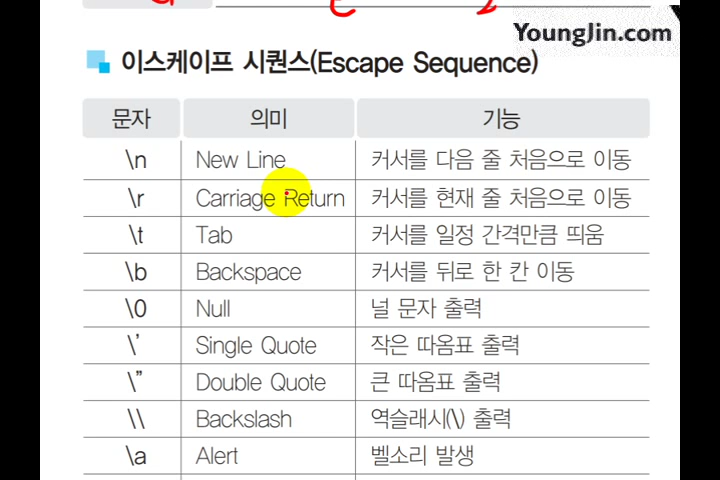 YoungJin.com
이스케이프 시퀀스(Escape Sequence)
문자 의미 기능
\n New Line 커서를 다음 줄 처음으로 이동
\r Carriage Return 커서를 현재 줄 처음으로 이동
\t Tab 커서를 일정 간격만큼 띄움
\b Backspace 커서를 뒤로 한 칸 이동
\0 Null 널 문자 출력
\’ Single Quote 작은 따옴표 출력
\” Double Quote 큰 따옴표 출력
\\ Backslash 역슬래시(\) 출력
\a Alert 벨소리 발생